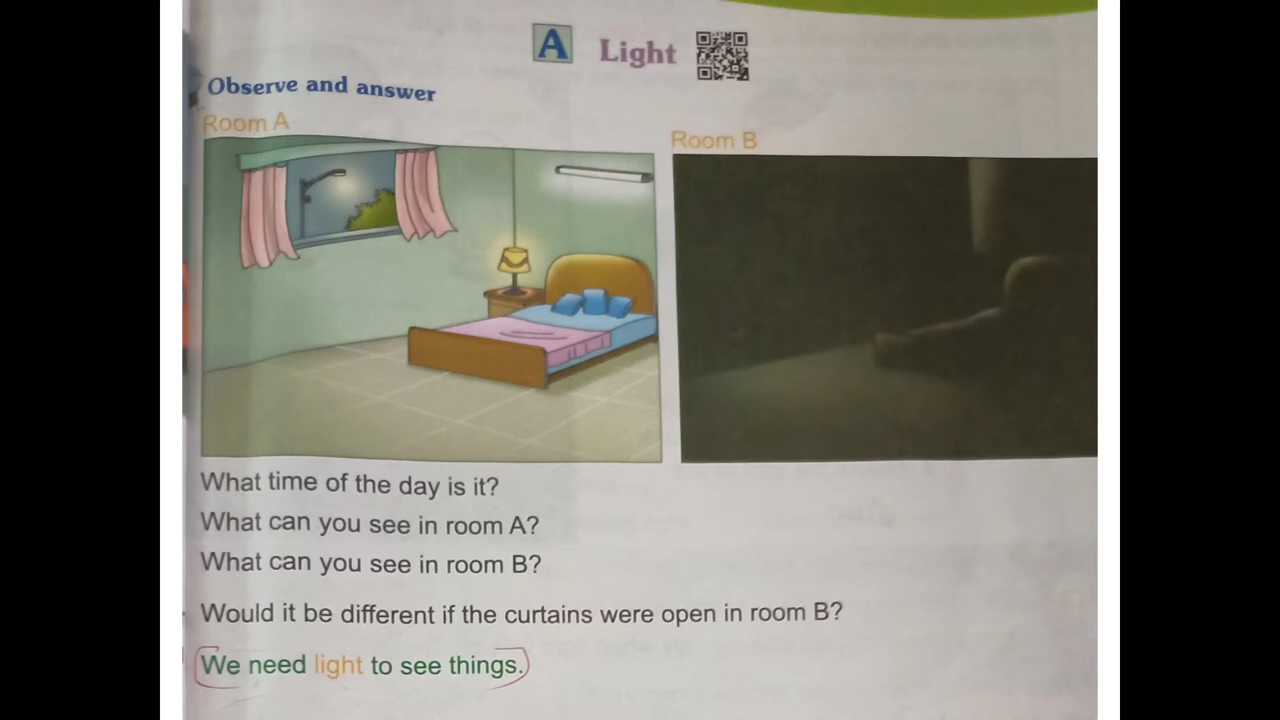 A Light
Observe and answer
Room A
Room B
What time of the day is it?
What can you see in room A?
What can you see in room B?
Would it be different if the curtains were open in room B?
We need light to see things.